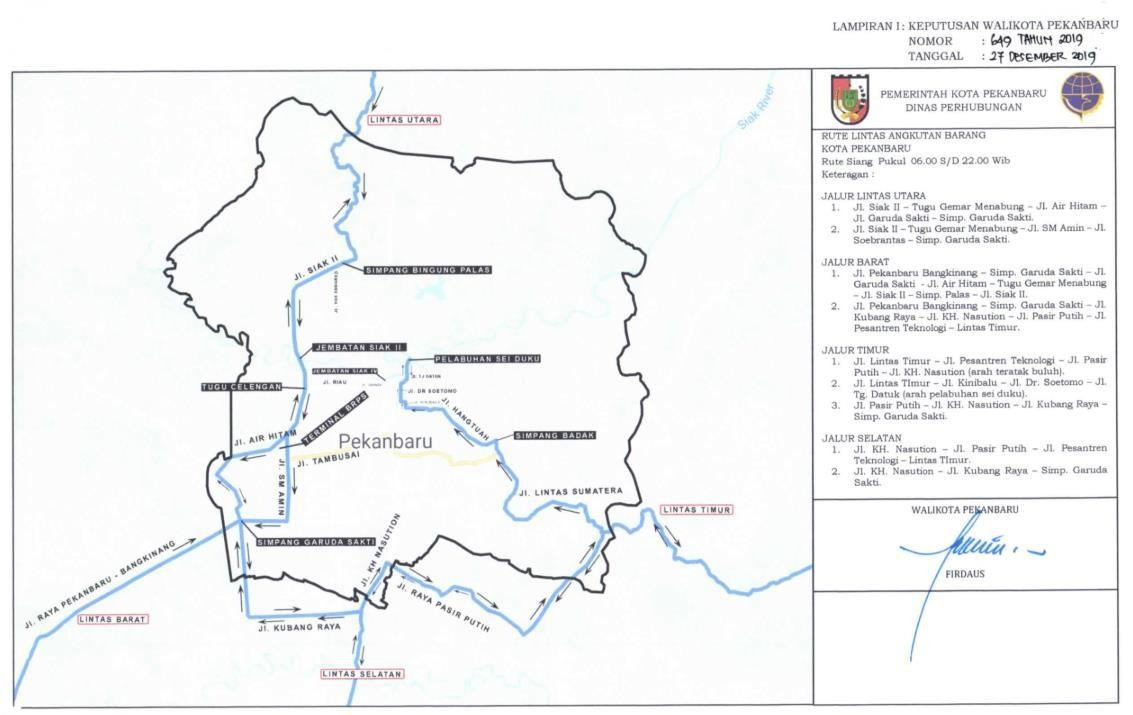 LAMPIRAN I : KEPUTUSAN WALIKOTA PEKANBARU
NOMOR : 649 TAHUN 2019
TANGGAL : 27 DESEMBER 2019
PEMERINTAH KOTA PEKANBARU
DINAS PERHUBUNGAN
RUTE LINTAS ANGKUTAN BARANG
KOTA PEKANBARU
Rute Siang Pukul 06.00 S/D 22.00 Wib
Keteragan :
JALUR LINTAS UTARA
1. Jl. Siak II – Tugu Gemar Menabung – Jl. Air Hitam –
Jl. Garuda Sakti – Simp. Garuda Sakti.
2. Jl. Siak II – Tugu Gemar Menabung – Jl. SM Amin – Jl.
Soebrantas – Simp. Garuda Sakti.
JALUR BARAT
1. Jl. Pekanbaru Bangkinang – Simp. Garuda Sakti – Jl.
Garuda Sakti - Jl. Air Hitam – Tugu Gemar Menabung
– Jl. Siak II – Simp. Palas – Jl. Siak II.
2. Jl. Pekanbaru Bangkinang – Simp. Garuda Sakti – Jl.
Kubang Raya – Jl. KH. Nasution – Jl. Pasir Putih – Jl.
Pesantren Teknologi – Lintas Timur.
JALUR TIMUR
1. Jl. Lintas Timur – Jl. Pesantren Teknologi – Jl. Pasir
Putih – Jl. KH. Nasution (arah teratak buluh).
2. Jl. Lintas TImur – Jl. Kinibalu – Jl. Dr. Soetomo – Jl.
Tg. Datuk (arah pelabuhan sei duku).
3. Jl. Pasir Putih – Jl. KH. Nasution – Jl. Kubang Raya –
Simp. Garuda Sakti.
JALUR SELATAN
1. Jl. KH. Nasution – Jl. Pasir Putih – Jl. Pesantren
Teknologi – Lintas TImur.
2. Jl. KH. Nasution – Jl. Kubang Raya – Simp. Garuda
Sakti.
WALIKOTA PEKANBARU
FIRDAUS
LINTAS UTARA
Siak River
JL. SIAK II
SIMPANG BINGUNG PALAS
JEMBATAN SIAK II
PELABUHAN SEI DUKU
JEMBATAN SIAK IV
JL. RIAU
JL. DR SOETOMO
TUGU CELENGAN
TERMINAL BRPS
JL. HANGTUAH
JL. AIR HITAM
Pekanbaru
SIMPANG BADAK
JL. TAMBUSAI
JL. SM AMIN
JL. LINTAS SUMATERA
LINTAS TIMUR
SIMPANG GARUDA SAKTI
JL. KH NASUTION
JL. RAYA PEKANBARU - BANGKINANG
JL. RAYA PASIR PUTIH
LINTAS BARAT
JL. KUBANG RAYA
LINTAS SELATAN